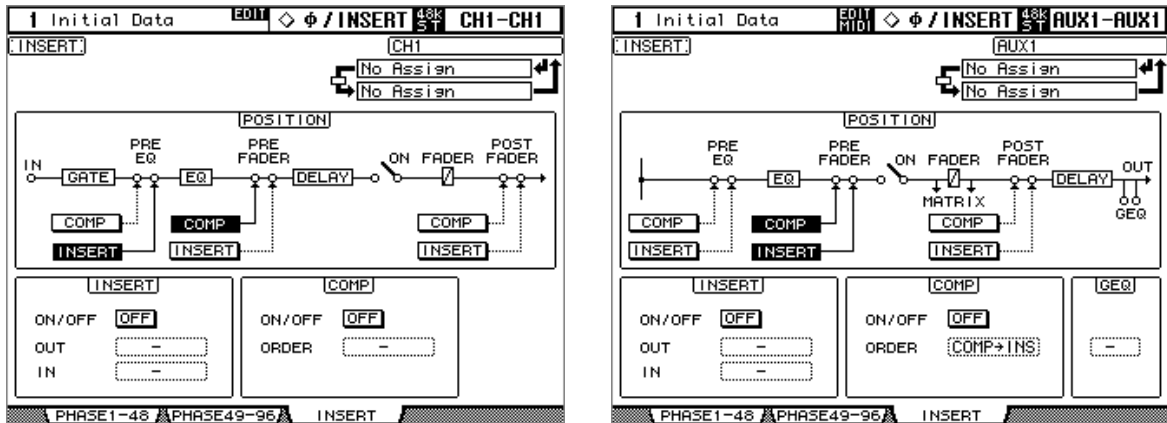 1 Initial Data EDIT ◇ φ/INSERT 48k ST CH1-CH1
INSERT CH1
No Assign
No Assign
POSITION
PRE EQ PRE FADER POST FADER
IN GATE EQ DELAY ON FADER
COMP COMP COMP
INSERT INSERT INSERT
INSERT COMP
ON/OFF OFF ON/OFF OFF
OUT - ORDER -
IN -
PHASE1-48 PHASE49-96 INSERT
1 Initial Data EDIT MIDI ◇ φ/INSERT 48k ST AUX1-AUX1
INSERT AUX1
No Assign
No Assign
POSITION
PRE EQ PRE FADER ON FADER POST FADER
EQ DELAY OUT
MATRIX GEQ
COMP COMP COMP
INSERT INSERT INSERT
INSERT COMP GEQ
ON/OFF OFF ON/OFF OFF
OUT - ORDER COMP→INS -
IN -
PHASE1-48 PHASE49-96 INSERT